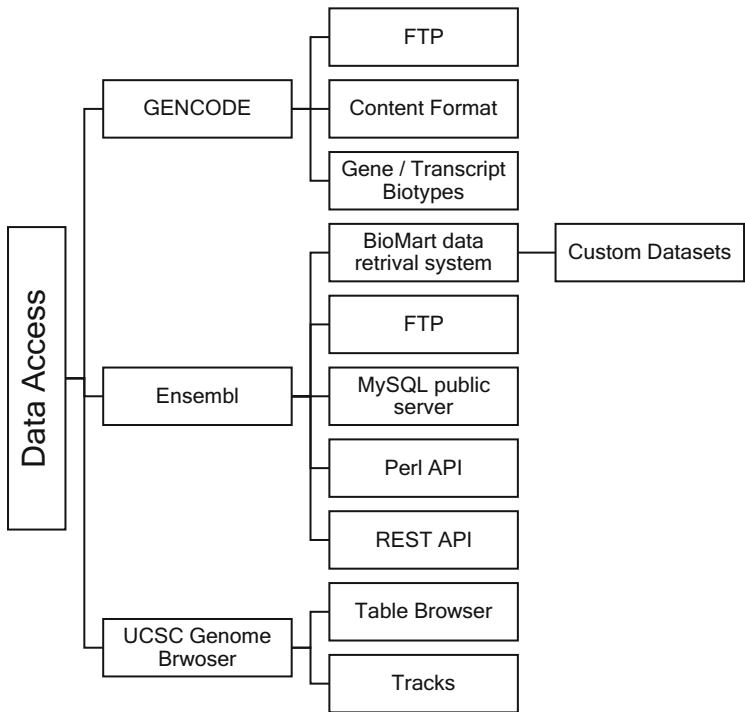 Data Access
GENCODE
FTP
Content Format
Gene / Transcript
Biotypes
Ensembl
BioMart data
retrival system
Custom Datasets
FTP
MySQL public
server
Perl API
REST API
UCSC Genome
Brwoser
Table Browser
Tracks